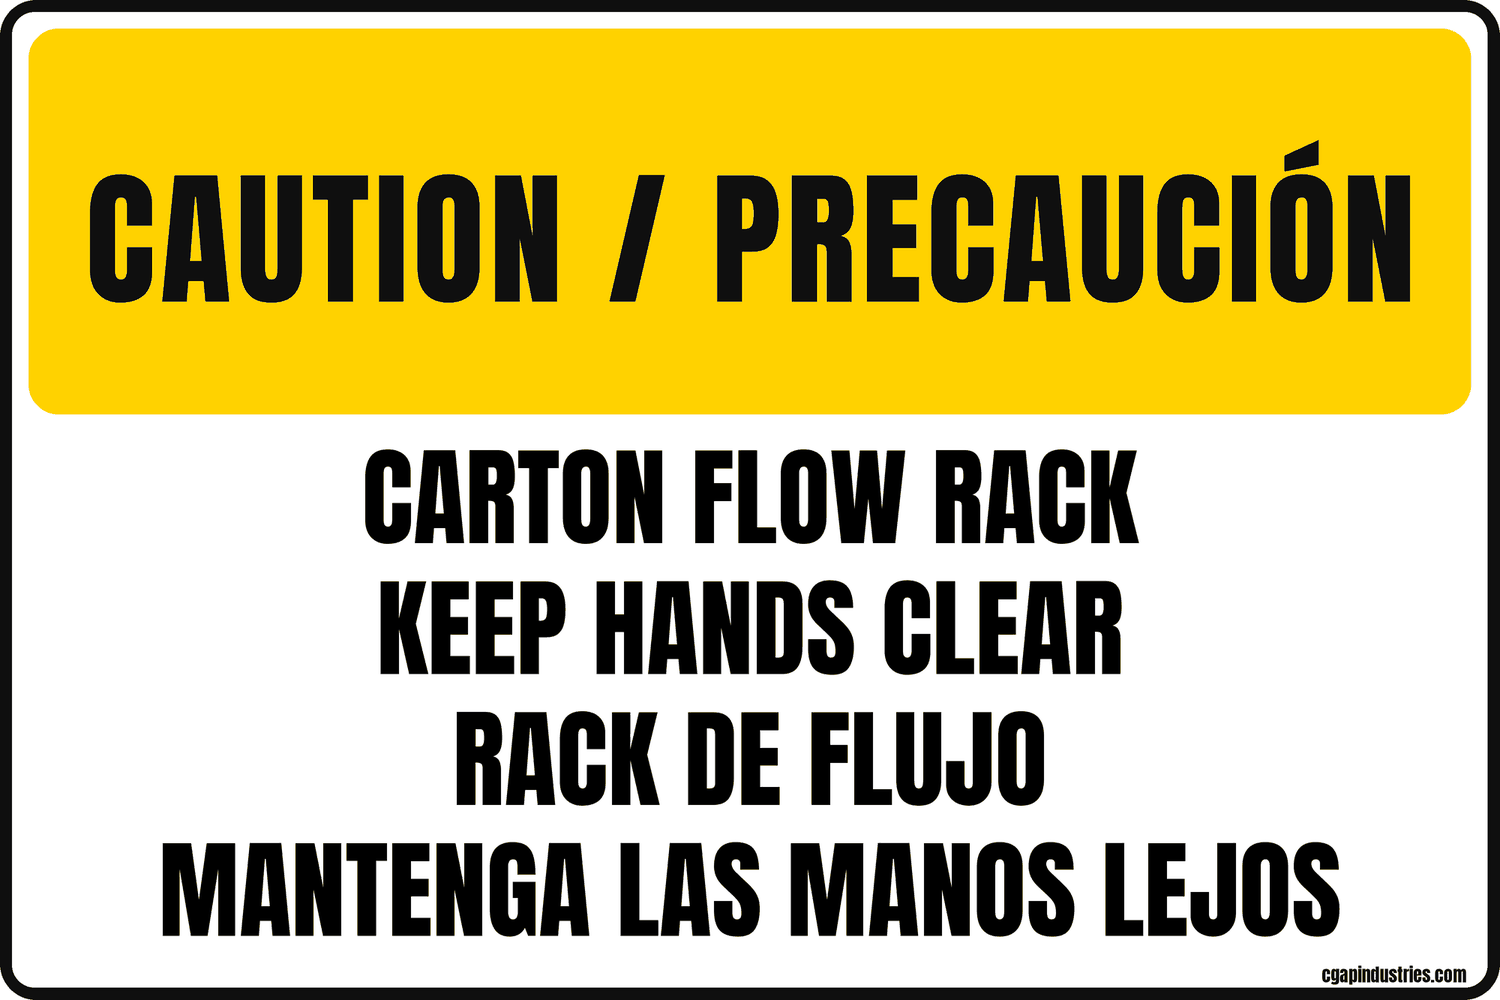 CAUTION / PRECAUCIÓN
CARTON FLOW RACK
KEEP HANDS CLEAR
RACK DE FLUJO
MANTENGA LAS MANOS LEJOS
cgapindustries.com